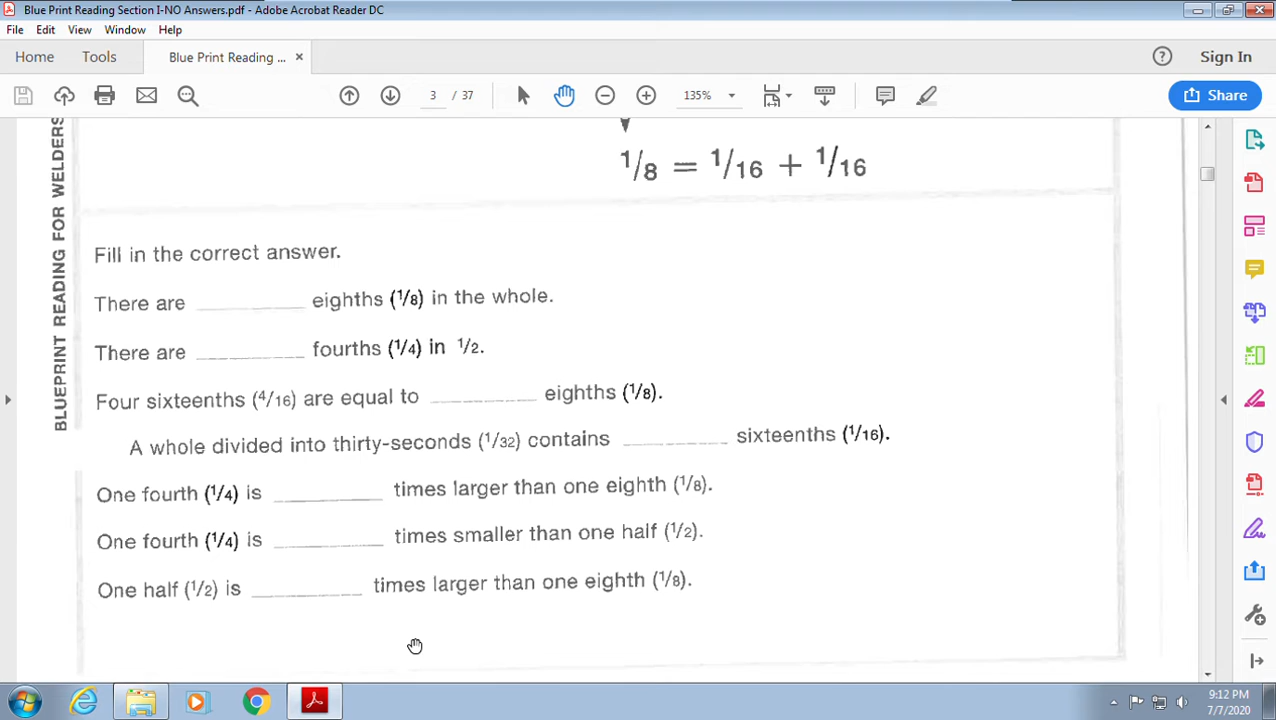 Blue Print Reading Section I-NO Answers.pdf - Adobe Acrobat Reader DC
File Edit View Window Help
Home Tools Blue Print Reading ... × Sign In
3 / 37 135% Share
BLUEPRINT READING FOR WELDERS
1/8 = 1/16 + 1/16
Fill in the correct answer.
There are ________ eighths (1/8) in the whole.
There are ________ fourths (1/4) in 1/2.
Four sixteenths (4/16) are equal to ________ eighths (1/8).
A whole divided into thirty-seconds (1/32) contains ________ sixteenths (1/16).
One fourth (1/4) is ________ times larger than one eighth (1/8).
One fourth (1/4) is ________ times smaller than one half (1/2).
One half (1/2) is ________ times larger than one eighth (1/8).
9:12 PM
7/7/2020